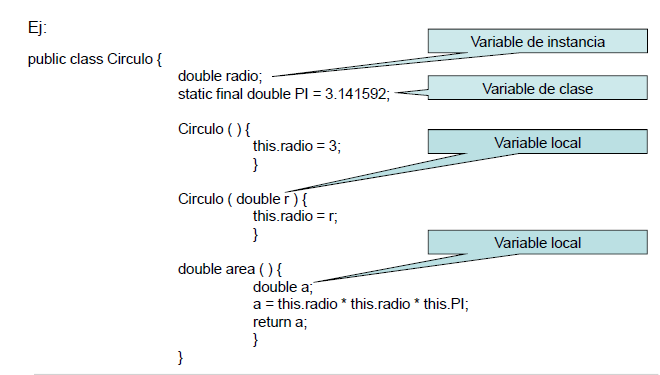 Ej:
Variable de instancia
public class Circulo {
double radio;
static final double PI = 3.141592;
Variable de clase
Circulo ( ) {
this.radio = 3;
}
Variable local
Circulo ( double r ) {
this.radio = r;
}
Variable local
double area ( ) {
double a;
a = this.radio * this.radio * this.PI;
return a;
}
}